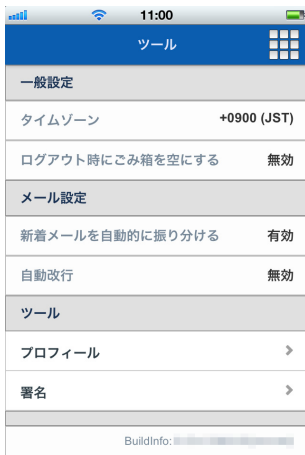 11:00
ツール
一般設定
タイムゾーン +0900 (JST)
ログアウト時にごみ箱を空にする 無効
メール設定
新着メールを自動的に振り分ける 有効
自動改行 無効
ツール
プロフィール
署名
BuildInfo: